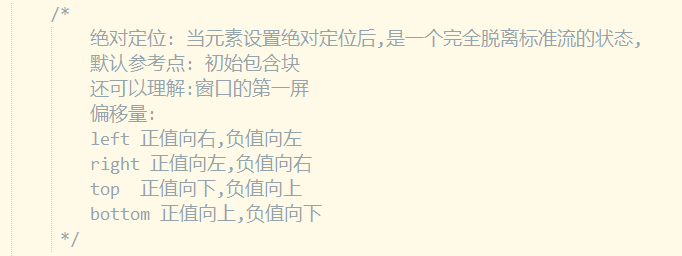 /*
绝对定位: 当元素设置绝对定位后,是一个完全脱离标准流的状态,
默认参考点: 初始包含块
还可以理解:窗口的第一屏
偏移量:
left 正值向右,负值向左
right 正值向左,负值向右
top  正值向下,负值向上
bottom 正值向上,负值向下
*/